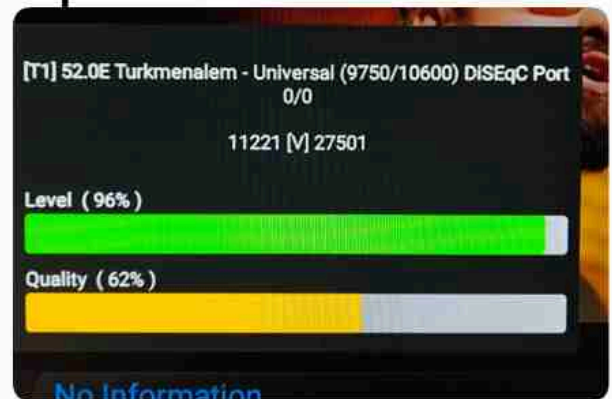 [T1] 52.0E Turkmenalem - Universal (9750/10600) DiSEqC Port
0/0
11221 [V] 27501
Level ( 96% )
Quality ( 62% )
No Information